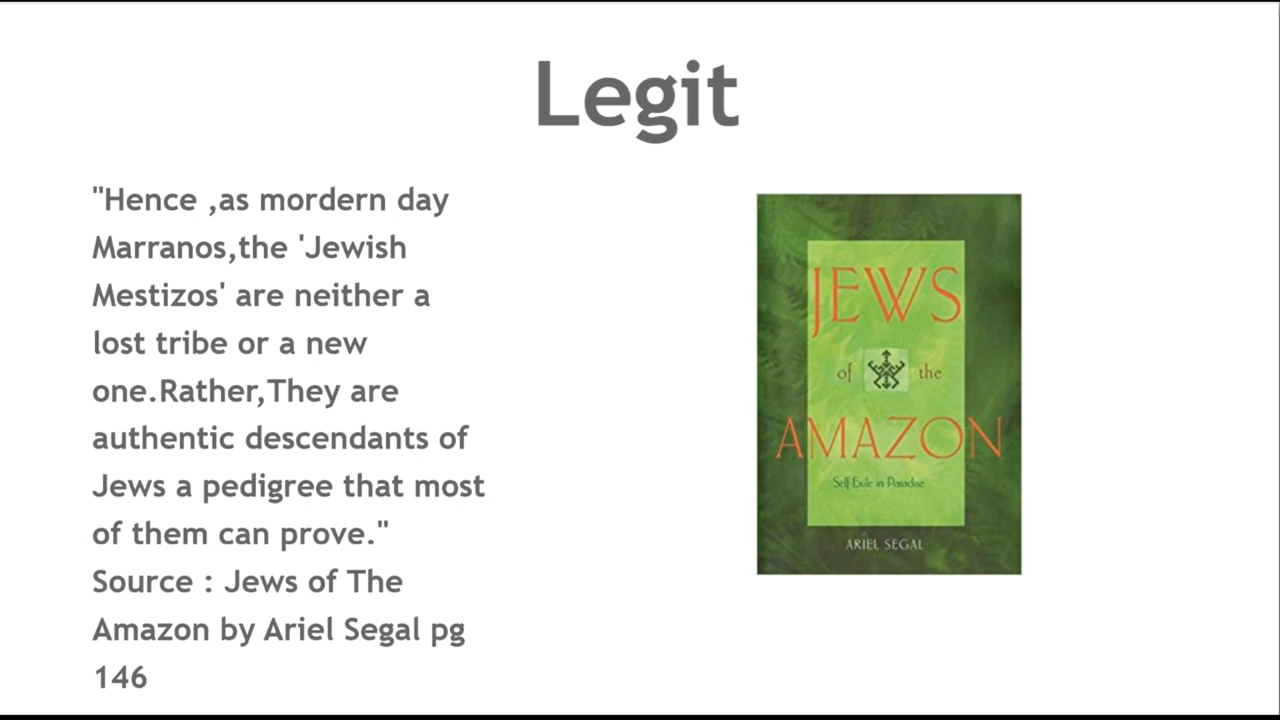 Legit
"Hence ,as mordern day
Marranos,the 'Jewish
Mestizos' are neither a
lost tribe or a new
one.Rather,They are
authentic descendants of
Jews a pedigree that most
of them can prove."
Source : Jews of The
Amazon by Ariel Segal pg
146
JEWS
of the
AMAZON
Self-Exile in Paradise
ARIEL SEGAL